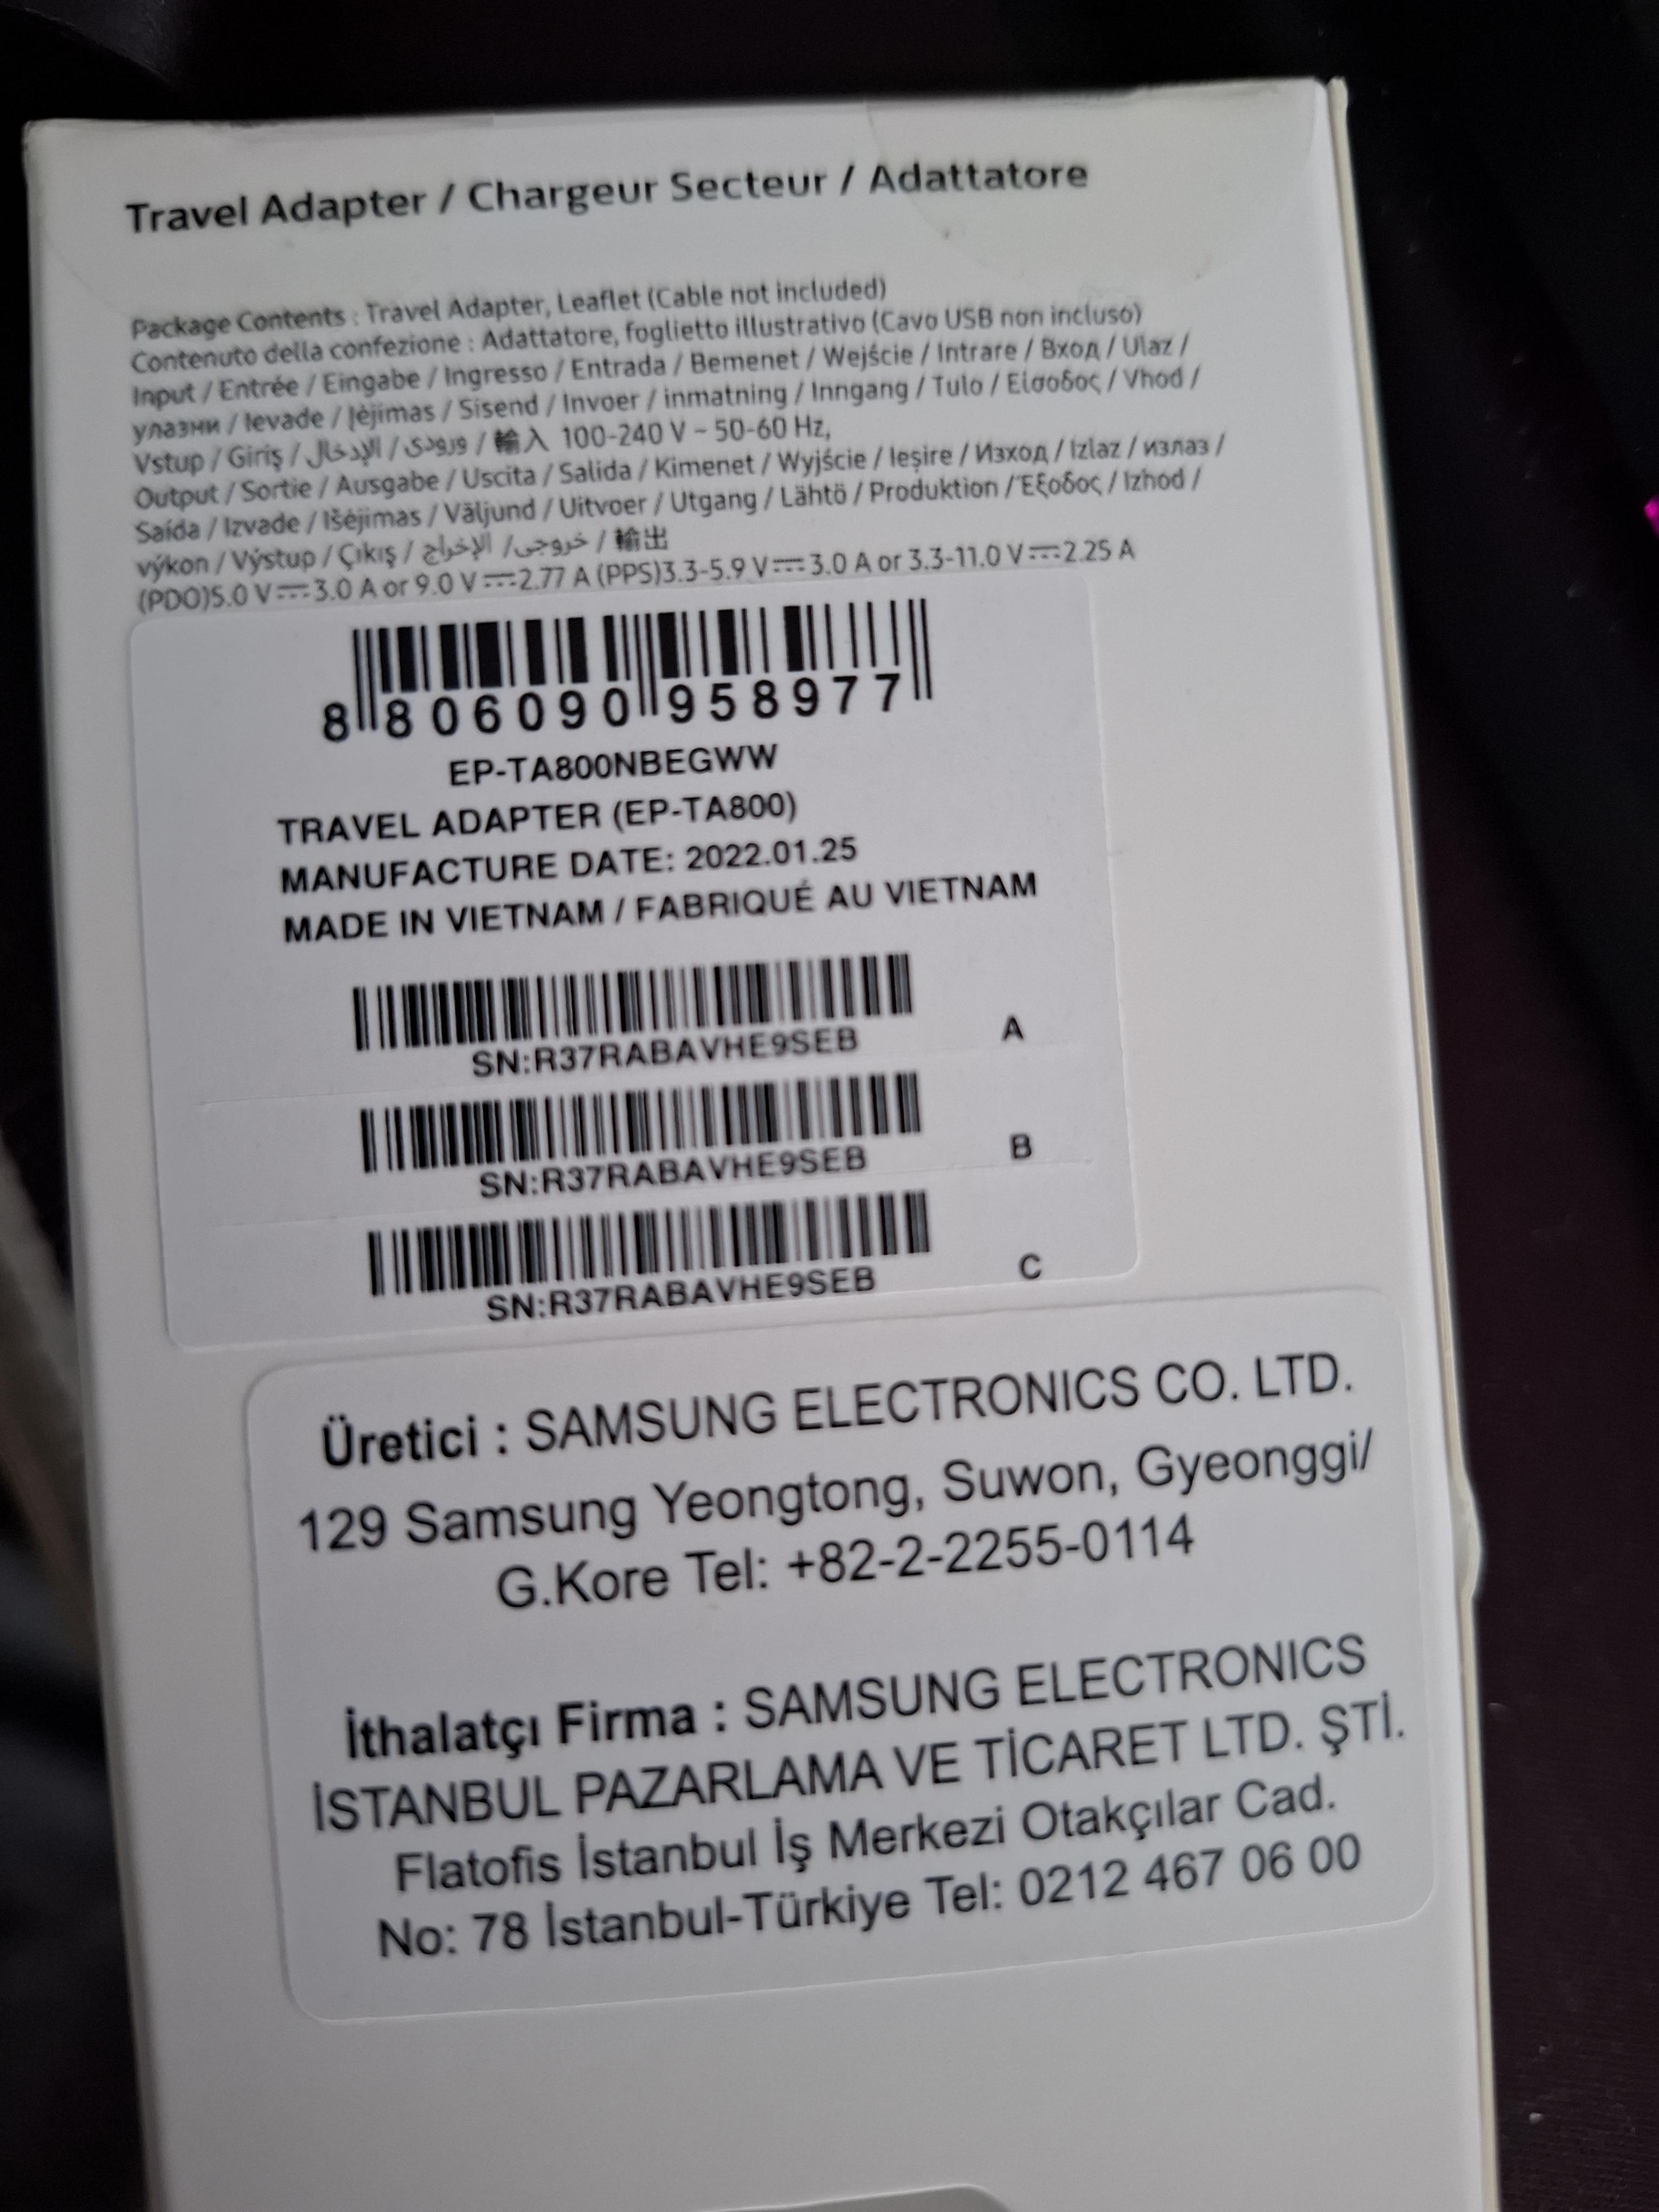 Travel Adapter / Chargeur Secteur / Adattatore
Package Contents : Travel Adapter, Leaflet (Cable not included)
Contenuto della confezione : Adattatore, foglietto illustrativo (Cavo USB non incluso)
Input / Entrée / Eingabe / Ingresso / Entrada / Bemenet / Wejście / Intrare / Вход / Ulaz /
улазни / Ievade / Įėjimas / Sisend / Invoer / inmatning / Inngang / Tulo / Είσοδος / Vhod /
Vstup / Giriş / الإدخال / ورودی / 輸入 100-240 V ~ 50-60 Hz,
Output / Sortie / Ausgabe / Uscita / Salida / Kimenet / Wyjście / Ieșire / Изход / Izlaz / излаз /
Saída / Izvade / Išėjimas / Väljund / Uitvoer / Utgang / Lähtö / Produktion / Έξοδος / Izhod /
výkon / Výstup / Çıkış / الإخراج / خروجی / 輸出
(PDO)5.0 V⎓3.0 A or 9.0 V⎓2.77 A (PPS)3.3-5.9 V⎓3.0 A or 3.3-11.0 V⎓2.25 A
8 806090 958977
EP-TA800NBEGWW
TRAVEL ADAPTER (EP-TA800)
MANUFACTURE DATE: 2022.01.25
MADE IN VIETNAM / FABRIQUÉ AU VIETNAM
SN:R37RABAVHE9SEB A
SN:R37RABAVHE9SEB B
SN:R37RABAVHE9SEB C
Üretici : SAMSUNG ELECTRONICS CO. LTD.
129 Samsung Yeongtong, Suwon, Gyeonggi/
G.Kore Tel: +82-2-2255-0114
İthalatçı Firma : SAMSUNG ELECTRONICS
İSTANBUL PAZARLAMA VE TİCARET LTD. ŞTİ.
Flatofis İstanbul İş Merkezi Otakçılar Cad.
No: 78 İstanbul-Türkiye Tel: 0212 467 06 00